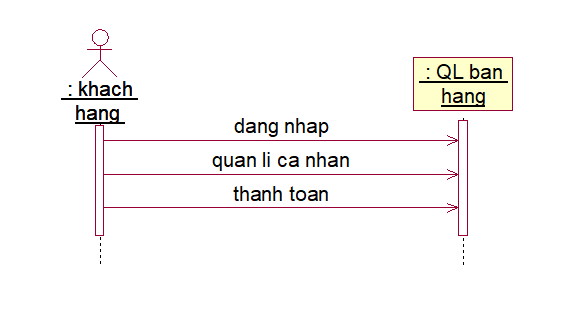 : khach
hang
: QL ban
hang
dang nhap
quan li ca nhan
thanh toan